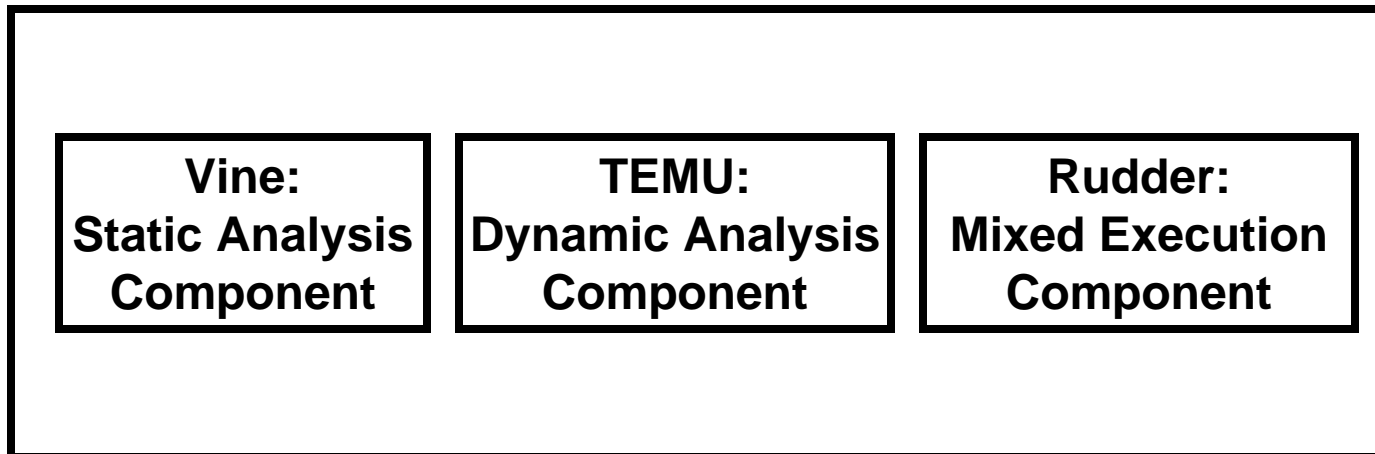 Vine:
Static Analysis
Component
TEMU:
Dynamic Analysis
Component
Rudder:
Mixed Execution
Component